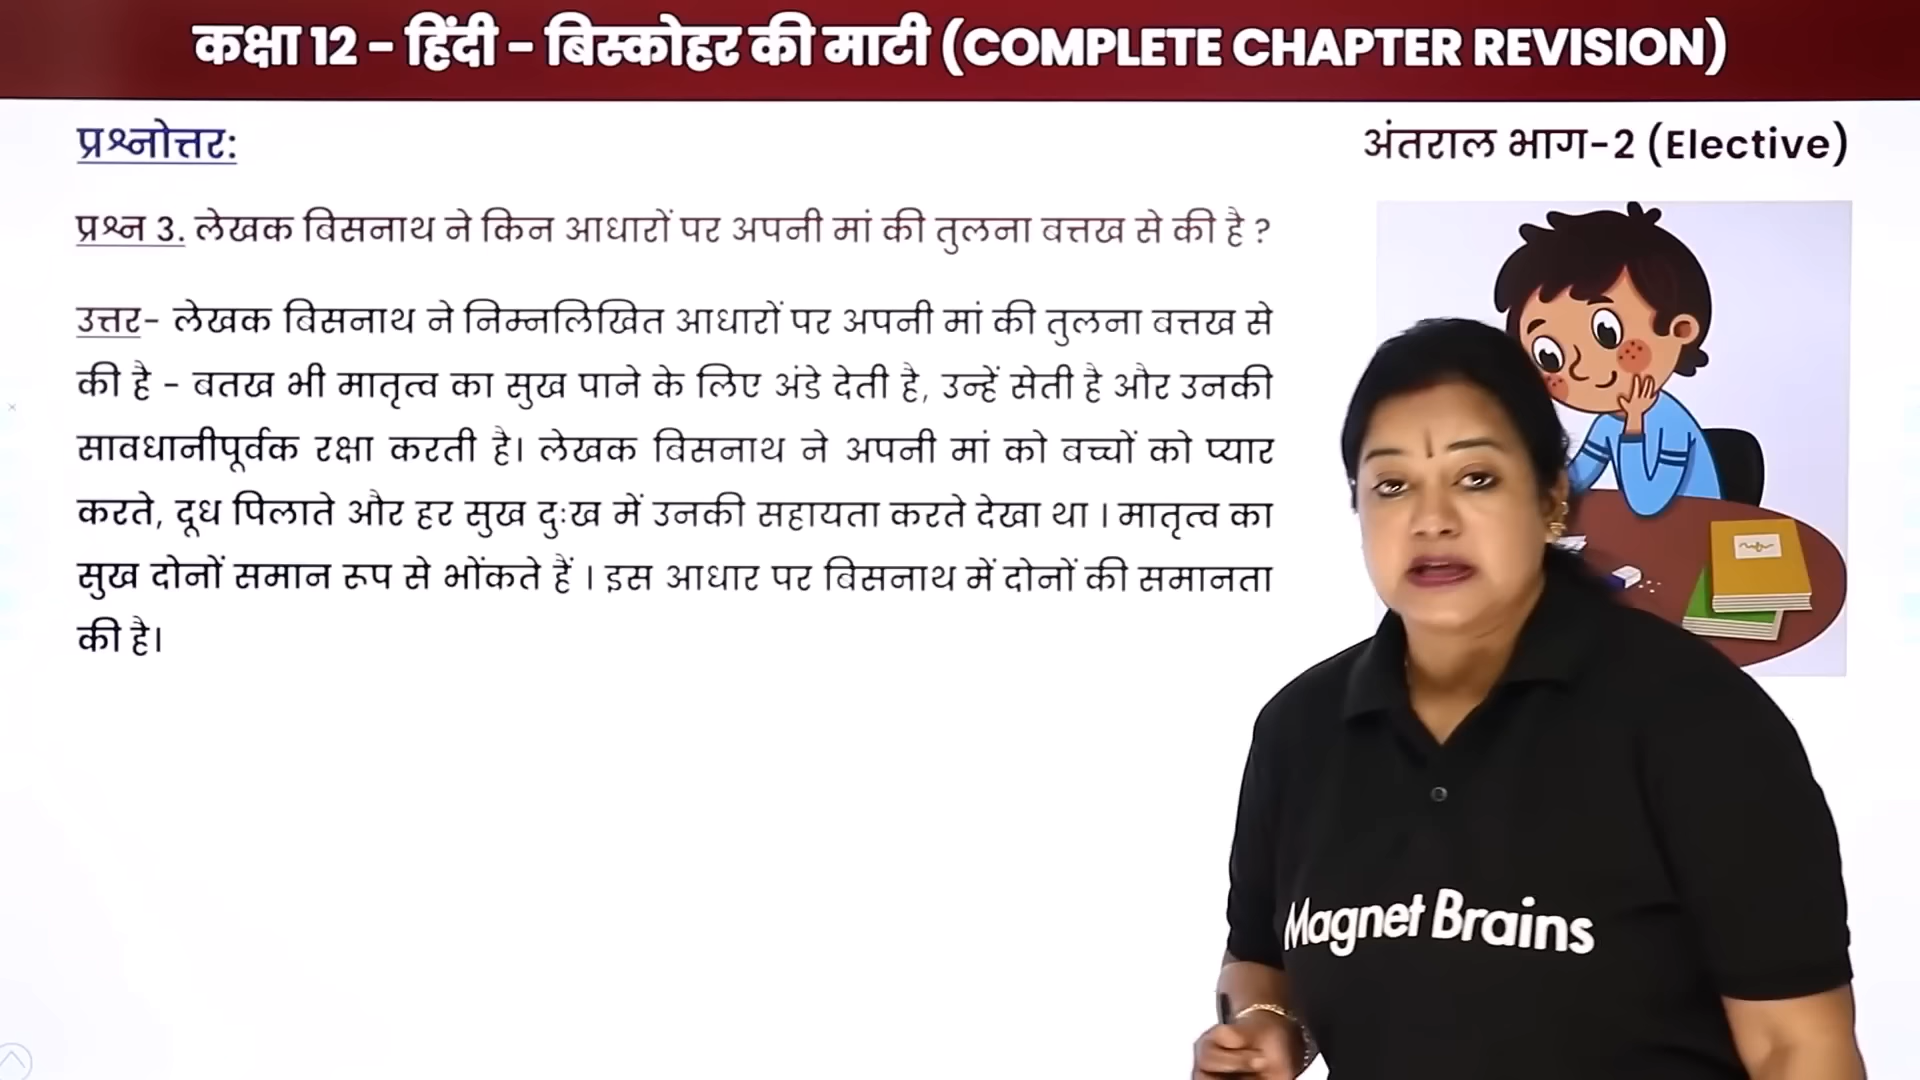 कक्षा 12 - हिंदी - बिस्कोहर की माटी (COMPLETE CHAPTER REVISION)
प्रश्नोत्तर:
अंतराल भाग-2 (Elective)
प्रश्न 3. लेखक बिसनाथ ने किन आधारों पर अपनी मां की तुलना बत्तख से की है ?
उत्तर- लेखक बिसनाथ ने निम्नलिखित आधारों पर अपनी मां की तुलना बत्तख से
की है - बतख भी मातृत्व का सुख पाने के लिए अंडे देती है, उन्हें सेती है और उनकी
सावधानीपूर्वक रक्षा करती है। लेखक बिसनाथ ने अपनी मां को बच्चों को प्यार
करते, दूध पिलाते और हर सुख दुःख में उनकी सहायता करते देखा था । मातृत्व का
सुख दोनों समान रूप से भोंकते हैं । इस आधार पर बिसनाथ में दोनों की समानता
की है।
Magnet Brains